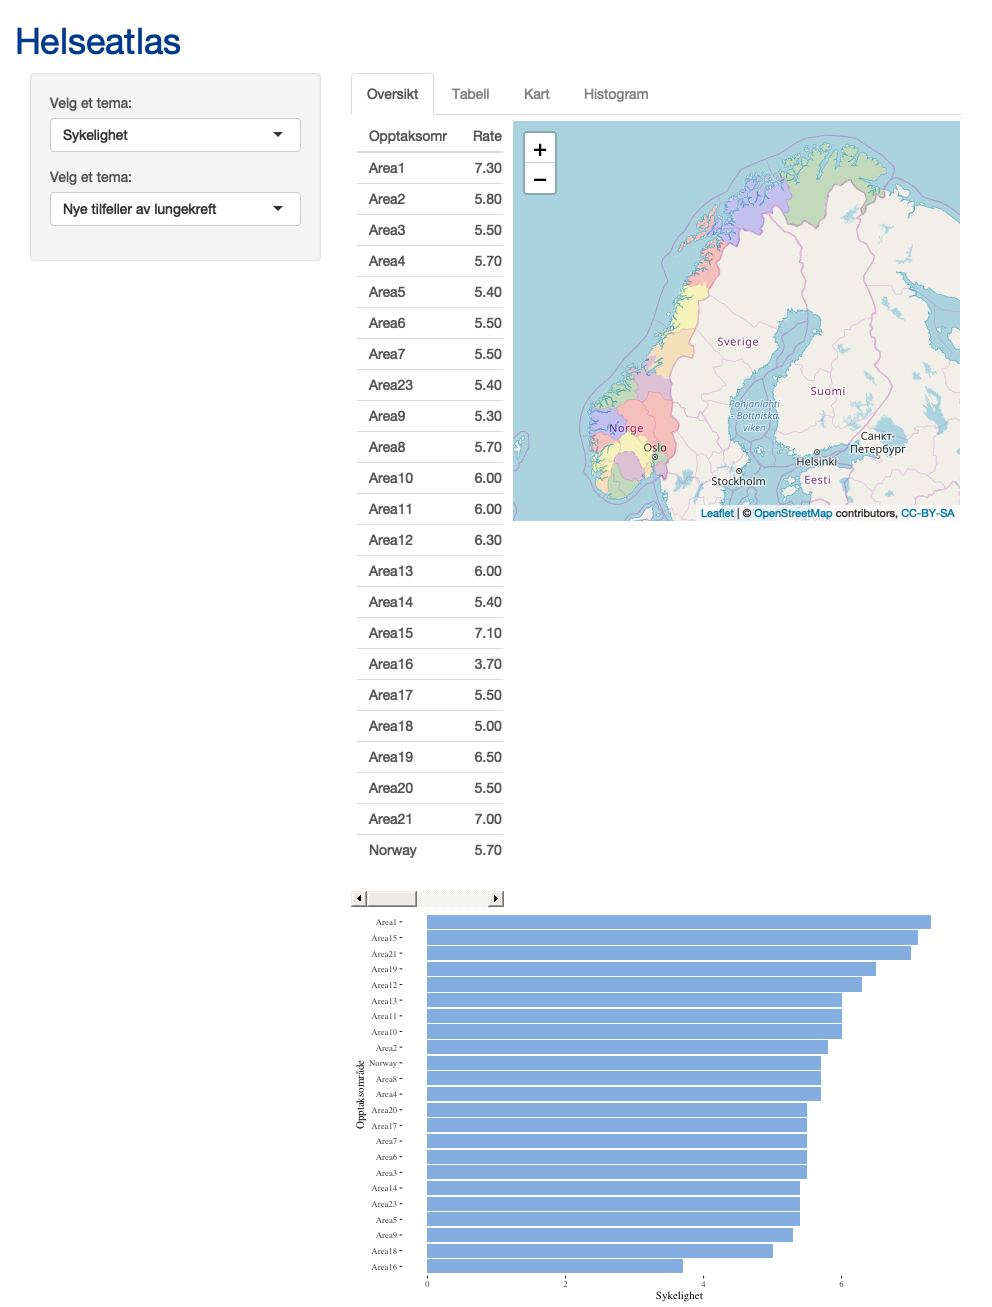 Helseatlas
Velg et tema:
Sykelighet
Velg et tema:
Nye tilfeller av lungekreft
Oversikt Tabell Kart Histogram
Opptaksomr Rate
Area1 7.30
Area2 5.80
Area3 5.50
Area4 5.70
Area5 5.40
Area6 5.50
Area7 5.50
Area23 5.40
Area9 5.30
Area8 5.70
Area10 6.00
Area11 6.00
Area12 6.30
Area13 6.00
Area14 5.40
Area15 7.10
Area16 3.70
Area17 5.50
Area18 5.00
Area19 6.50
Area20 5.50
Area21 7.00
Norway 5.70
+
−
Sverige
Suomi
Pohjanlahti
- Bottniska
viken
Norge
Oslo
Санкт-
Петербург
Helsinki
Stockholm
Eesti
Leaflet | © OpenStreetMap contributors, CC-BY-SA
Opptaksområde
Area1
Area15
Area21
Area19
Area12
Area13
Area11
Area10
Area2
Norway
Area8
Area4
Area20
Area17
Area7
Area6
Area3
Area14
Area23
Area5
Area9
Area18
Area16
0 2 4 6
Sykelighet